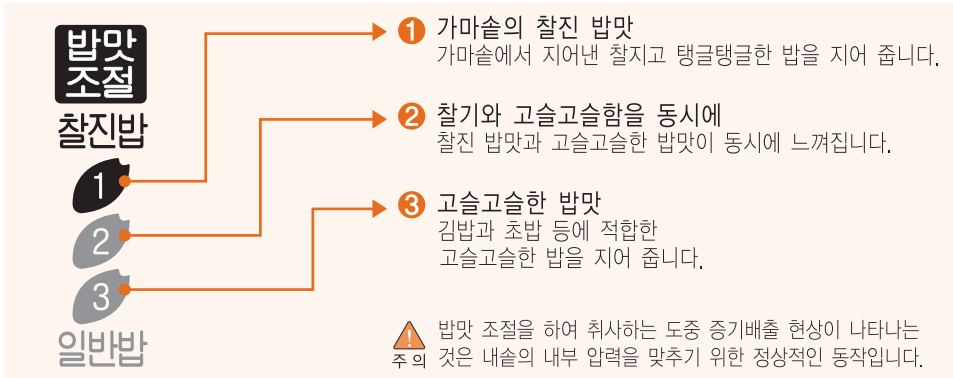 밥맛
조절
찰진밥
1
2
3
일반밥
1 가마솥의 찰진 밥맛
가마솥에서 지어낸 찰지고 탱글탱글한 밥을 지어 줍니다.
2 찰기와 고슬고슬함을 동시에
찰진 밥맛과 고슬고슬한 밥맛이 동시에 느껴집니다.
3 고슬고슬한 밥맛
김밥과 초밥 등에 적합한
고슬고슬한 밥을 지어 줍니다.
주의
밥맛 조절을 하여 취사하는 도중 증기배출 현상이 나타나는
것은 내솥의 내부 압력을 맞추기 위한 정상적인 동작입니다.